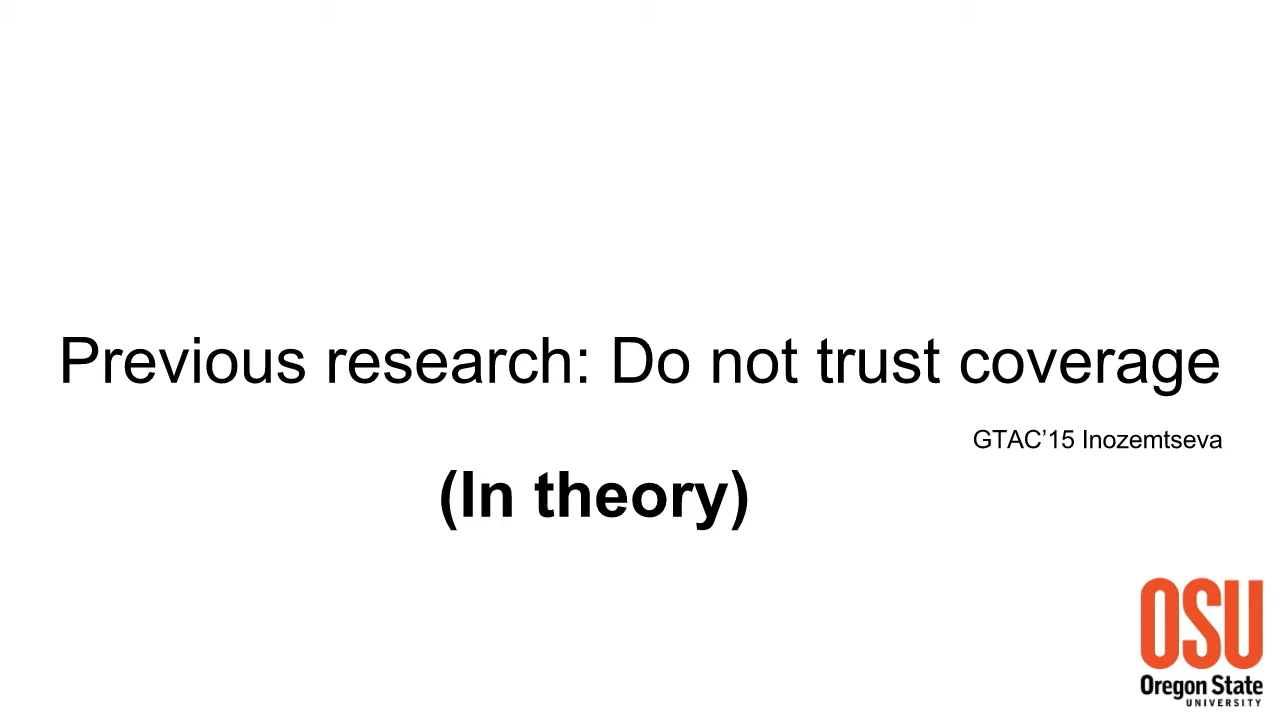 Previous research: Do not trust coverage
GTAC’15 Inozemtseva
(In theory)
OSU
Oregon State
UNIVERSITY